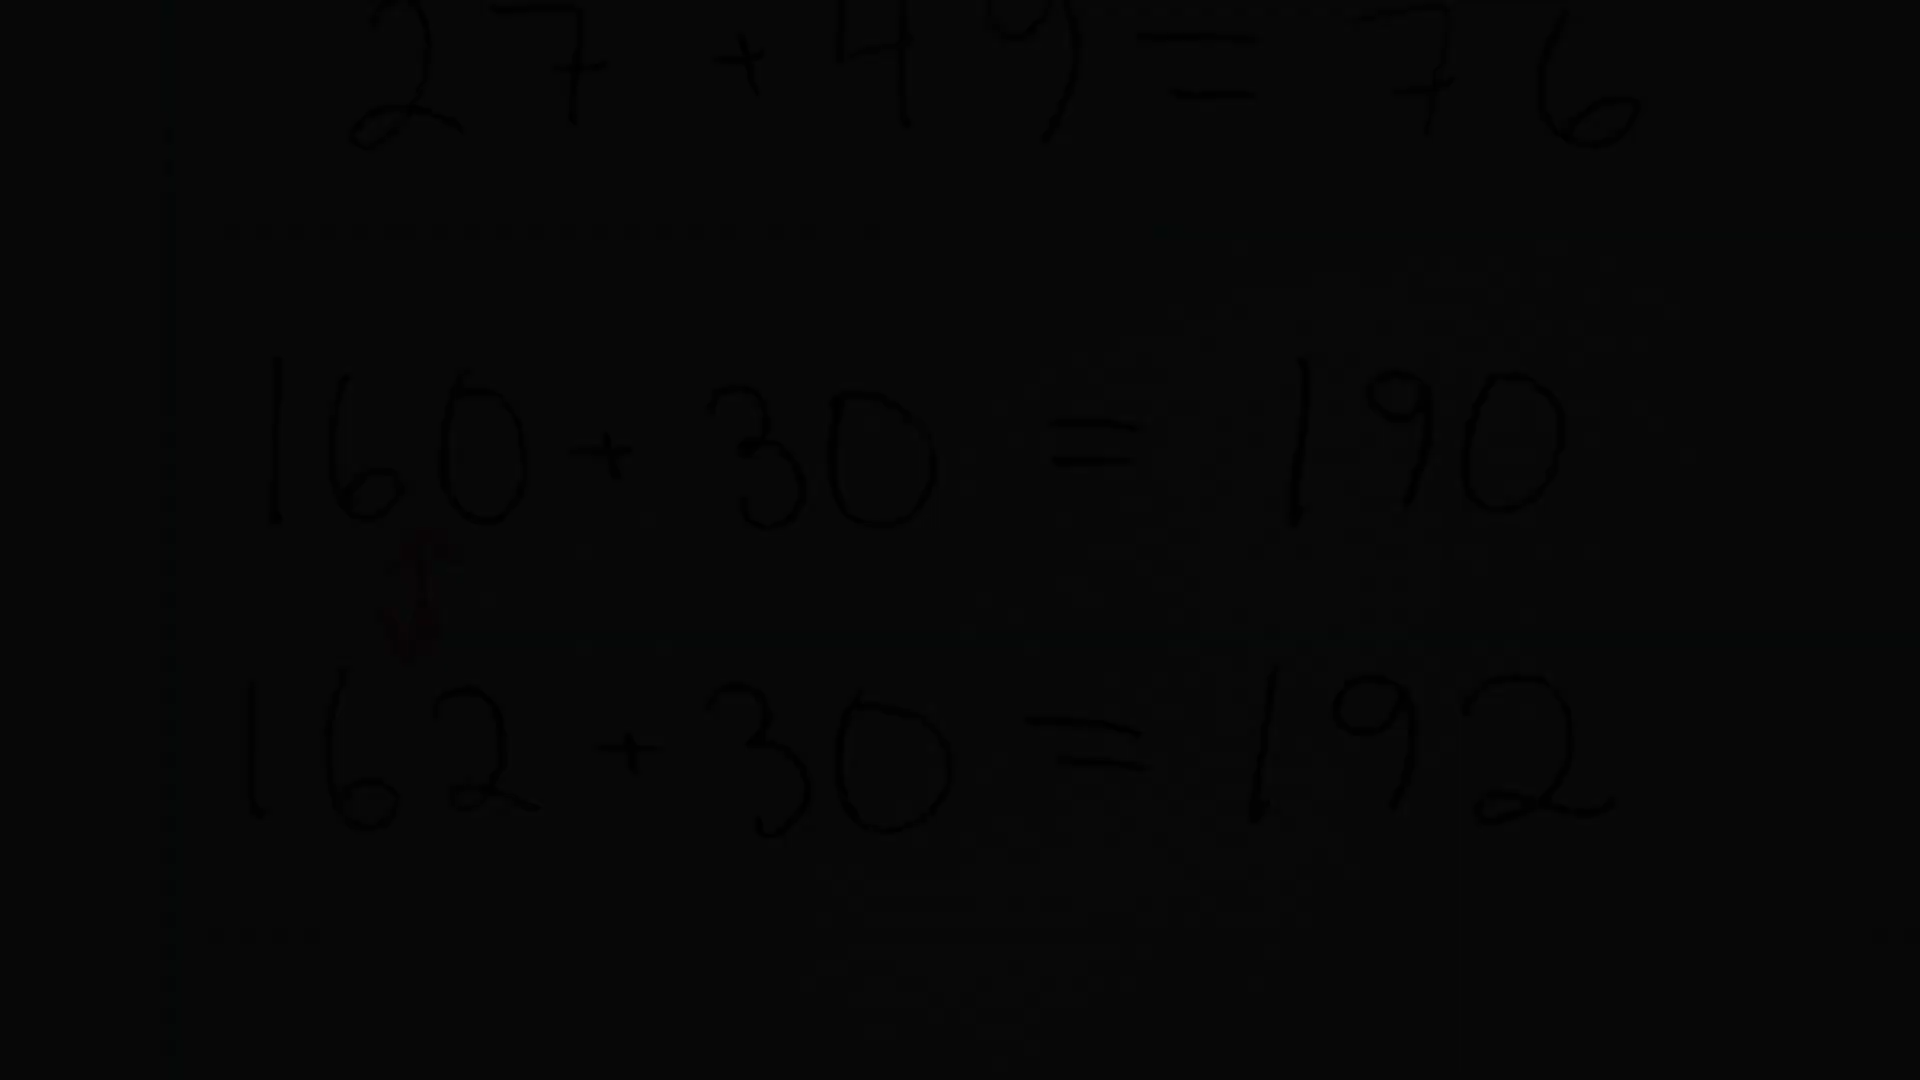 27 + 49 = 76
160 + 30 = 190
162 + 30 = 192